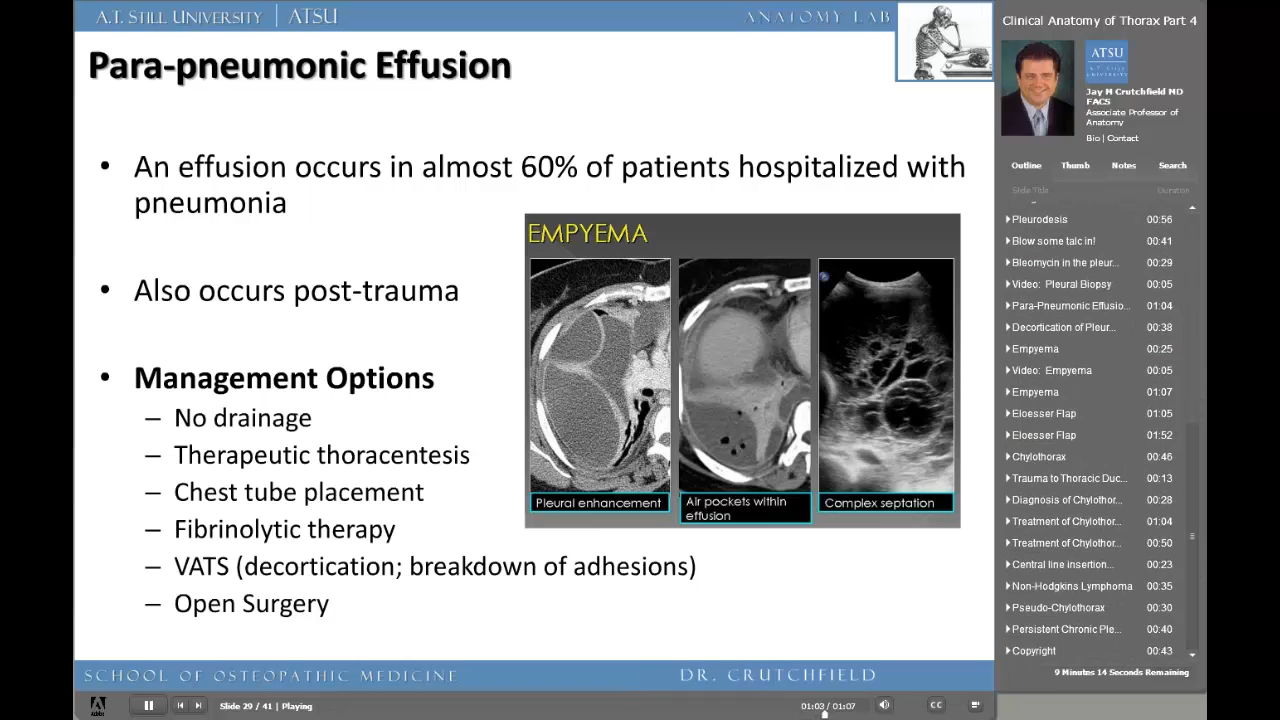 A.T. STILL UNIVERSITY | ATSU
ANATOMY LAB
Para-pneumonic Effusion
• An effusion occurs in almost 60% of patients hospitalized with
pneumonia
• Also occurs post-trauma
• Management Options
– No drainage
– Therapeutic thoracentesis
– Chest tube placement
– Fibrinolytic therapy
– VATS (decortication; breakdown of adhesions)
– Open Surgery
EMPYEMA
Pleural enhancement
Air pockets within
effusion
Complex septation
SCHOOL OF OSTEOPATHIC MEDICINE
DR. CRUTCHFIELD
Clinical Anatomy of Thorax Part 4
ATSU
A.T. STILL
UNIVERSITY
Jay M Crutchfield MD
FACS
Associate Professor of
Anatomy
Bio | Contact
Outline Thumb Notes Search
Slide Title Duration
Pleurodesis 00:56
Blow some talc in! 00:41
Bleomycin in the pleur... 00:29
Video: Pleural Biopsy 00:05
Para-Pneumonic Effusio... 01:04
Decortication of Pleur... 00:38
Empyema 00:25
Video: Empyema 00:05
Empyema 01:07
Eloesser Flap 01:05
Eloesser Flap 01:52
Chylothorax 00:46
Trauma to Thoracic Duc... 00:13
Diagnosis of Chylothor... 00:28
Treatment of Chylothor... 01:04
Treatment of Chylothor... 00:50
Central line insertion... 00:23
Non-Hodgkins Lymphoma 00:35
Pseudo-Chylothorax 00:30
Persistent Chronic Ple... 00:40
Copyright 00:43
9 Minutes 14 Seconds Remaining
Adobe
Slide 29 / 41 | Playing
01:03 / 01:07
CC